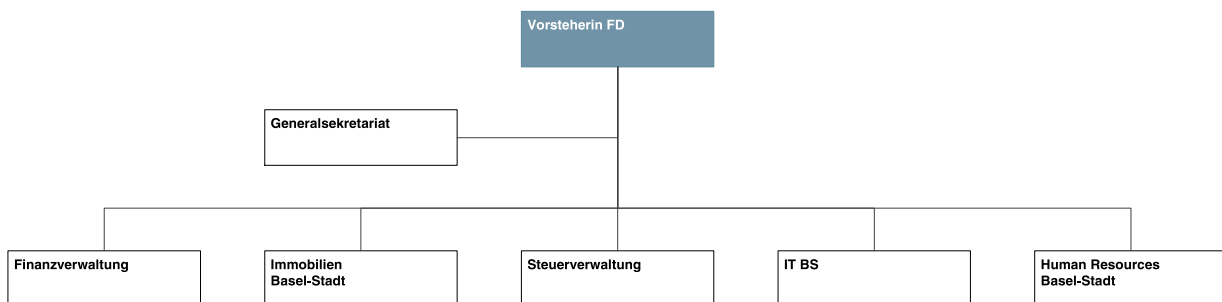 Vorsteherin FD
Generalsekretariat
Finanzverwaltung
Immobilien
Basel-Stadt
Steuerverwaltung
IT BS
Human Resources
Basel-Stadt